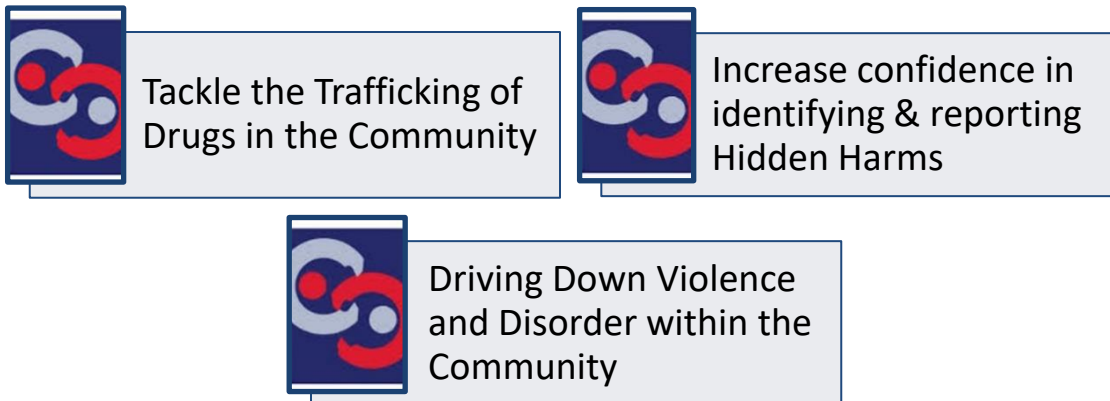 Tackle the Trafficking of
Drugs in the Community
Increase confidence in
identifying & reporting
Hidden Harms
Driving Down Violence
and Disorder within the
Community